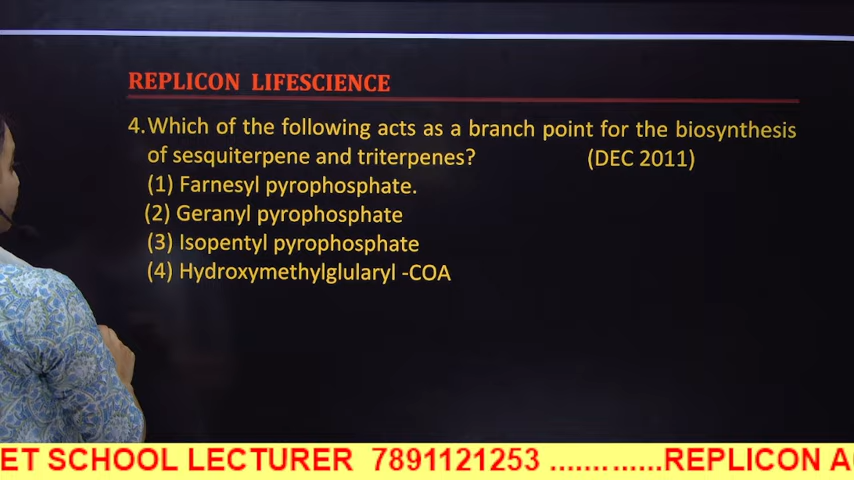 REPLICON LIFESCIENCE
4.Which of the following acts as a branch point for the biosynthesis
of sesquiterpene and triterpenes? (DEC 2011)
(1) Farnesyl pyrophosphate.
(2) Geranyl pyrophosphate
(3) Isopentyl pyrophosphate
(4) Hydroxymethylglularyl -COA
ET SCHOOL LECTURER 7891121253 .............REPLICON A